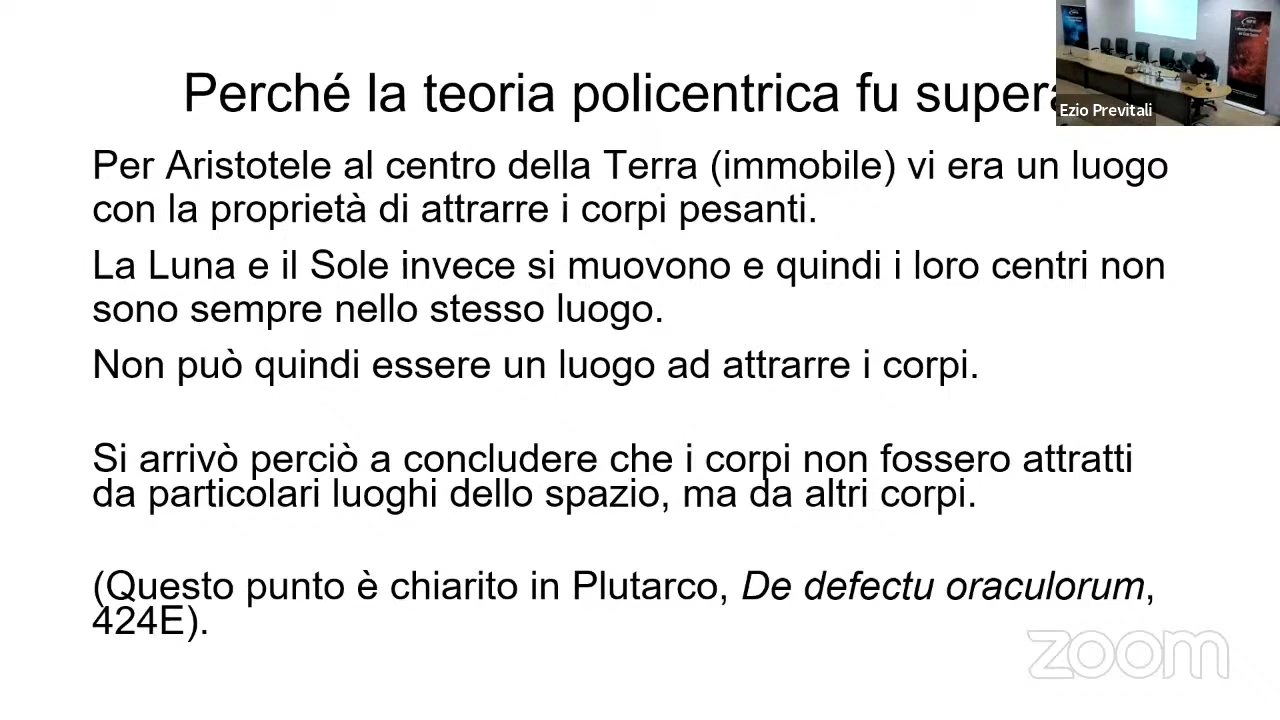 Perché la teoria policentrica fu supera
Ezio Previtali
Per Aristotele al centro della Terra (immobile) vi era un luogo
con la proprietà di attrarre i corpi pesanti.
La Luna e il Sole invece si muovono e quindi i loro centri non
sono sempre nello stesso luogo.
Non può quindi essere un luogo ad attrarre i corpi.
Si arrivò perciò a concludere che i corpi non fossero attratti
da particolari luoghi dello spazio, ma da altri corpi.
(Questo punto è chiarito in Plutarco, De defectu oraculorum,
424E).
zoom